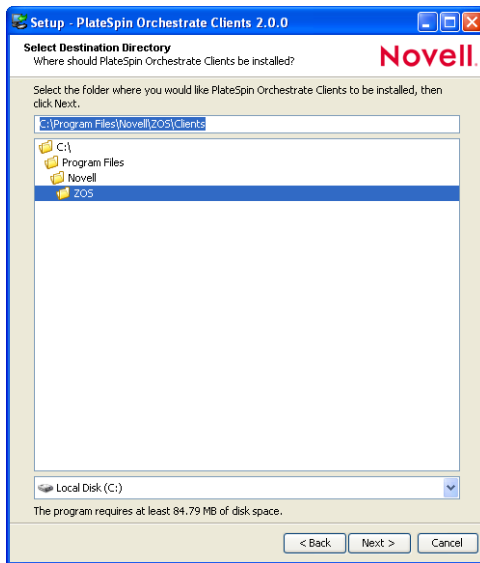 Setup - PlateSpin Orchestrate Clients 2.0.0
Select Destination Directory
Where should PlateSpin Orchestrate Clients be installed?
Novell.
Select the folder where you would like PlateSpin Orchestrate Clients to be installed, then
click Next.
C:\Program Files\Novell\ZOS\Clients
C:\
Program Files
Novell
ZOS
Local Disk (C:)
The program requires at least 84.79 MB of disk space.
< Back Next > Cancel